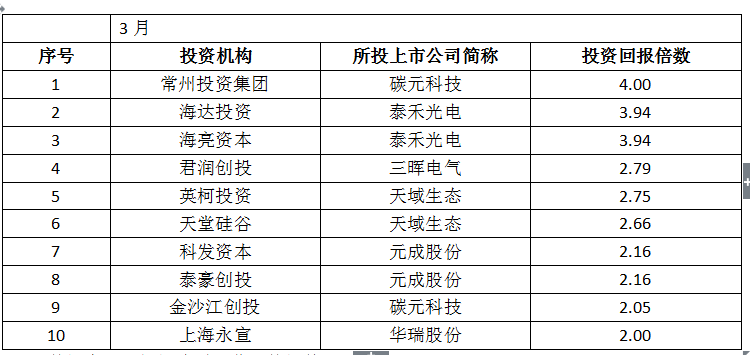 3 月
序号 投资机构 所投上市公司简称 投资回报倍数
1 常州投资集团 碳元科技 4.00
2 海达投资 泰禾光电 3.94
3 海亮资本 泰禾光电 3.94
4 君润创投 三晖电气 2.79
5 英柯投资 天域生态 2.75
6 天堂硅谷 天域生态 2.66
7 科发资本 元成股份 2.16
8 泰豪创投 元成股份 2.16
9 金沙江创投 碳元科技 2.05
10 上海永宣 华瑞股份 2.00